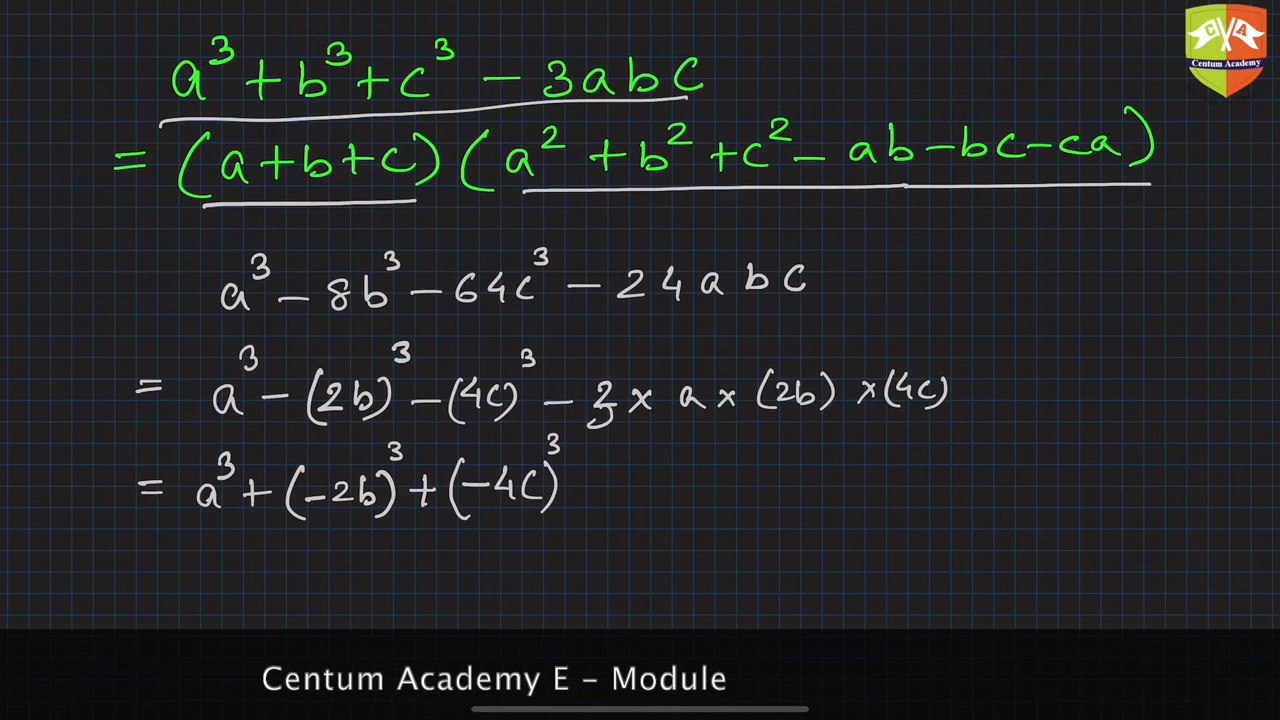 a³ + b³ + c³ − 3abc
= (a+b+c) (a² + b² + c² − ab − bc − ca)
a³ − 8b³ − 64c³ − 24abc
= a³ − (2b)³ − (4c)³ − 3 × a × (2b) × (4c)
= a³ + (−2b)³ + (−4c)³
CA
Centum Academy
Centum Academy E - Module